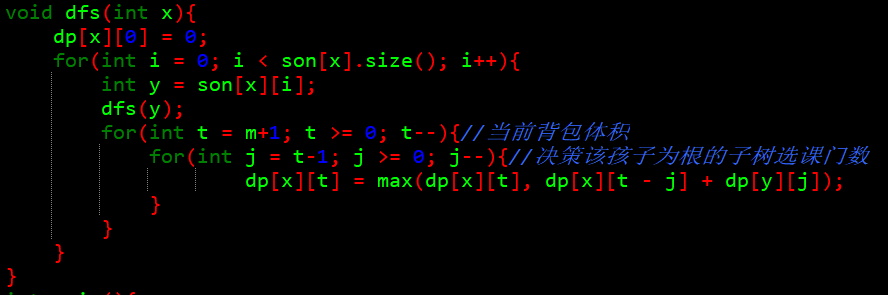 void dfs(int x){
    dp[x][0] = 0;
    for(int i = 0; i < son[x].size(); i++){
        int y = son[x][i];
        dfs(y);
        for(int t = m+1; t >= 0; t--){//当前背包体积
            for(int j = t-1; j >= 0; j--){//决策该孩子为根的子树选课门数
                    dp[x][t] = max(dp[x][t], dp[x][t - j] + dp[y][j]);
            }
        }
    }
}